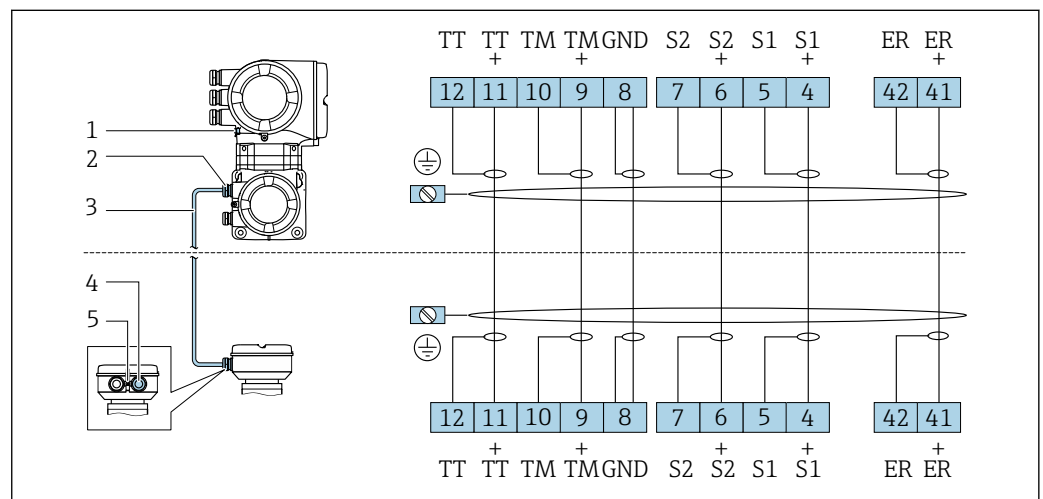 TT TT TM TM GND S2 S2 S1 S1 ER ER
+ + + + +
12 11 10 9 8 7 6 5 4 42 41
1
2
3
4
5
12 11 10 9 8 7 6 5 4 42 41
+ + + + +
TT TT TM TM GND S2 S2 S1 S1 ER ER